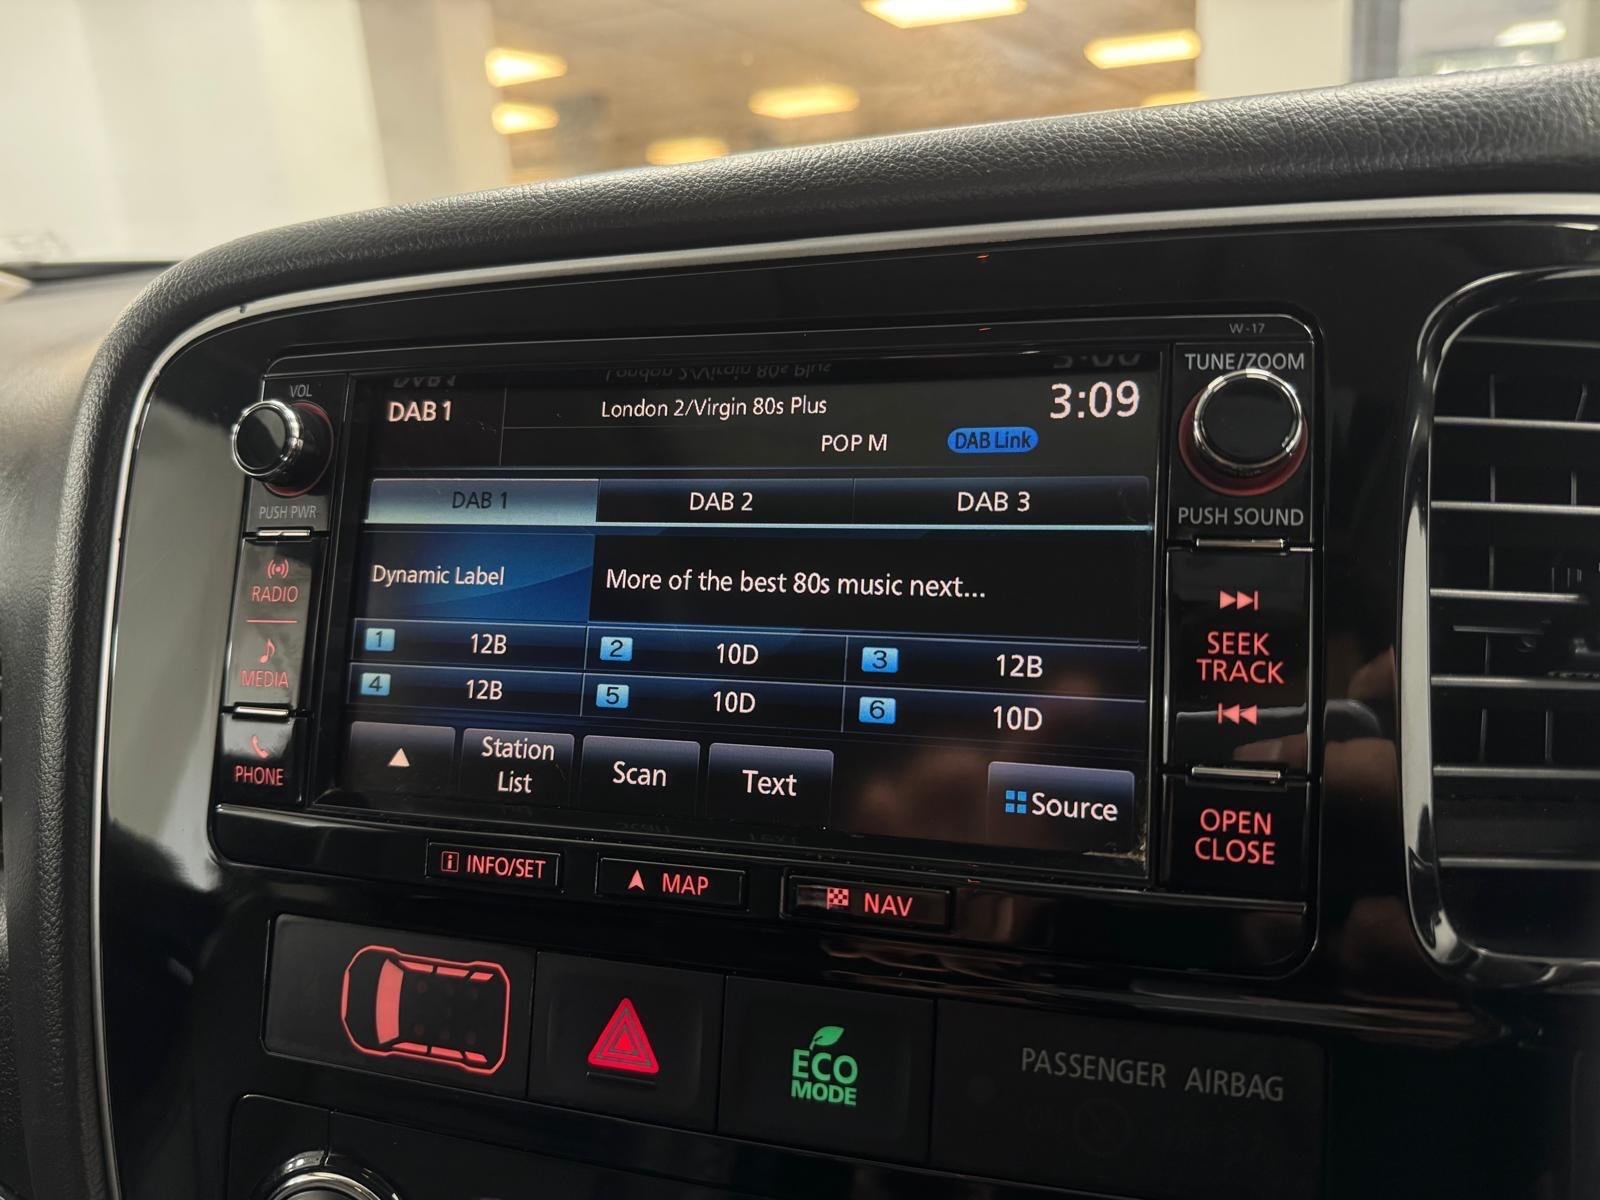 W-17
VOL
TUNE/ZOOM
DAB 1
London 2/Virgin 80s Plus
3:09
POP M
DAB Link
DAB 1
DAB 2
DAB 3
PUSH PWR
PUSH SOUND
Dynamic Label
More of the best 80s music next...
RADIO
MEDIA
PHONE
1 12B
2 10D
3 12B
4 12B
5 10D
6 10D
Station
List
Scan
Text
Source
SEEK
TRACK
OPEN
CLOSE
i INFO/SET
MAP
NAV
ECO
MODE
PASSENGER AIRBAG